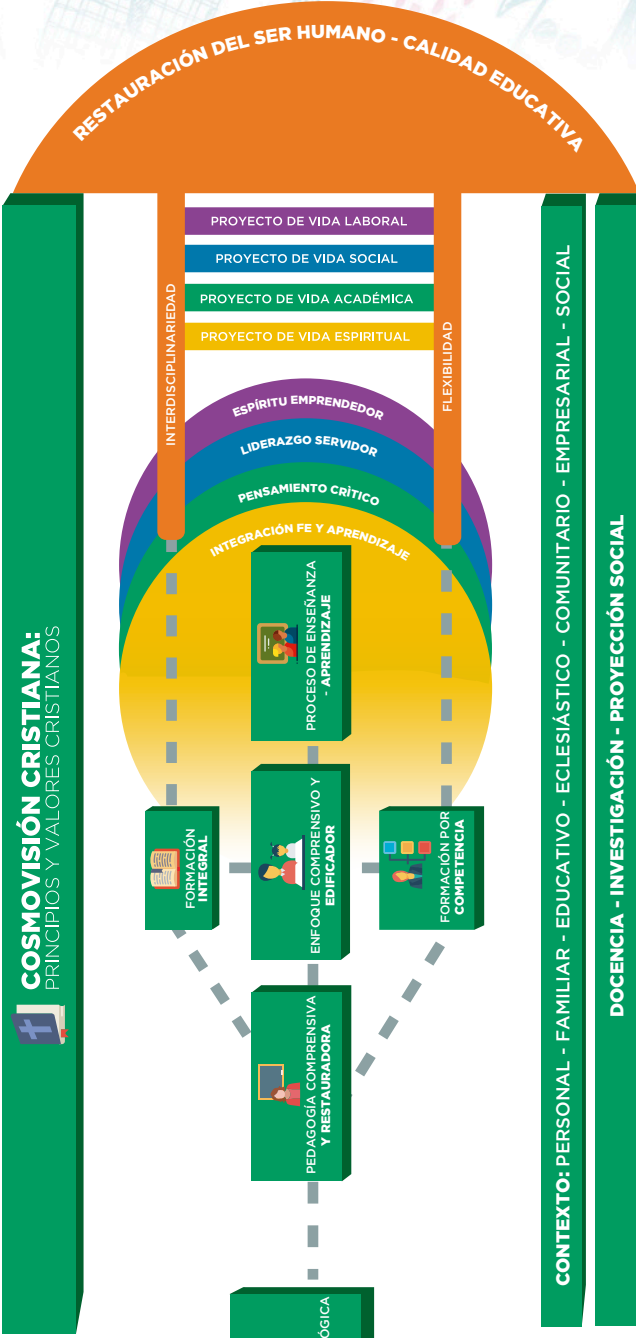 RESTAURACIÓN DEL SER HUMANO - CALIDAD EDUCATIVA
INTERDISCIPLINARIEDAD
FLEXIBILIDAD
PROYECTO DE VIDA LABORAL
PROYECTO DE VIDA SOCIAL
PROYECTO DE VIDA ACADÉMICA
PROYECTO DE VIDA ESPIRITUAL
ESPÍRITU EMPRENDEDOR
LIDERAZGO SERVIDOR
PENSAMIENTO CRÌTICO
INTEGRACIÓN FE Y APRENDIZAJE
PROCESO DE ENSEÑANZA
- APRENDIZAJE
FORMACIÓN
INTEGRAL
ENFOQUE COMPRENSIVO Y
EDIFICADOR
FORMACIÓN POR
COMPETENCIA
PEDAGOGÍA COMPRENSIVA
Y RESTAURADORA
ÓGICA
COSMOVISIÓN CRISTIANA:
PRINCIPIOS Y VALORES CRISTIANOS
CONTEXTO: PERSONAL - FAMILIAR - EDUCATIVO - ECLESIÁSTICO - COMUNITARIO - EMPRESARIAL - SOCIAL
DOCENCIA - INVESTIGACIÓN - PROYECCIÓN SOCIAL